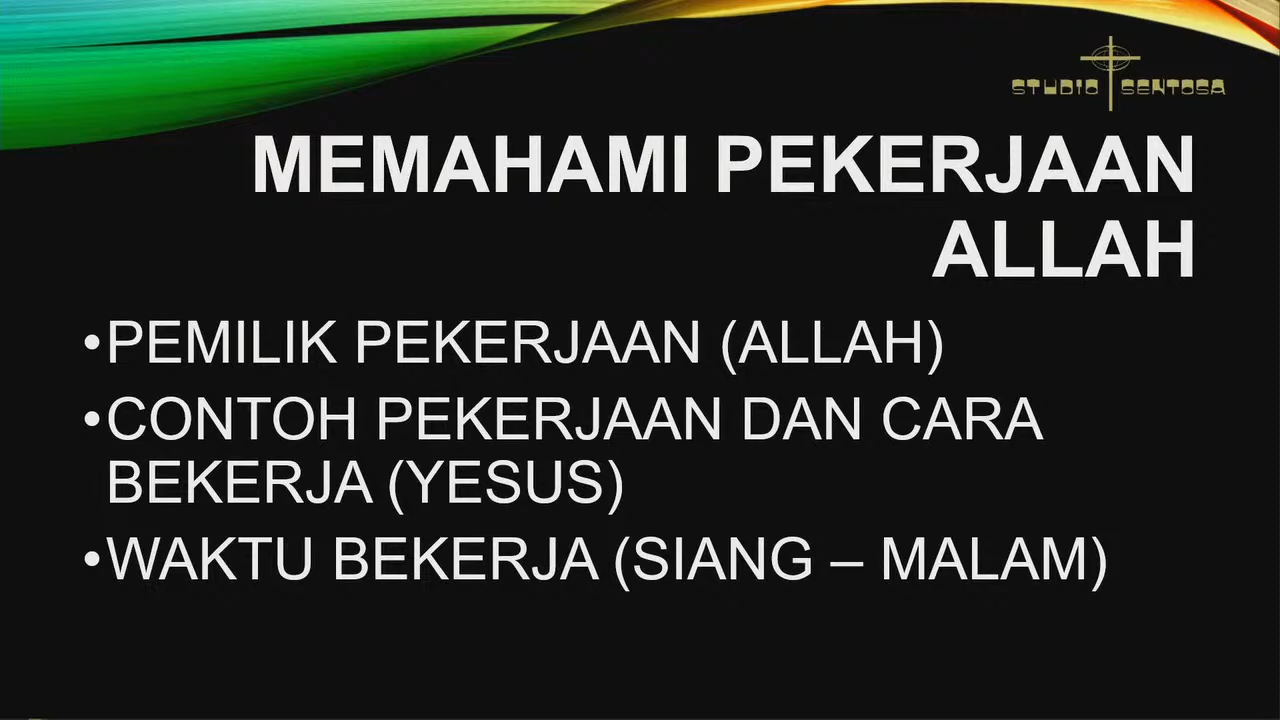 STUDIO SENTOSA
MEMAHAMI PEKERJAAN
ALLAH
•PEMILIK PEKERJAAN (ALLAH)
•CONTOH PEKERJAAN DAN CARA
BEKERJA (YESUS)
•WAKTU BEKERJA (SIANG – MALAM)